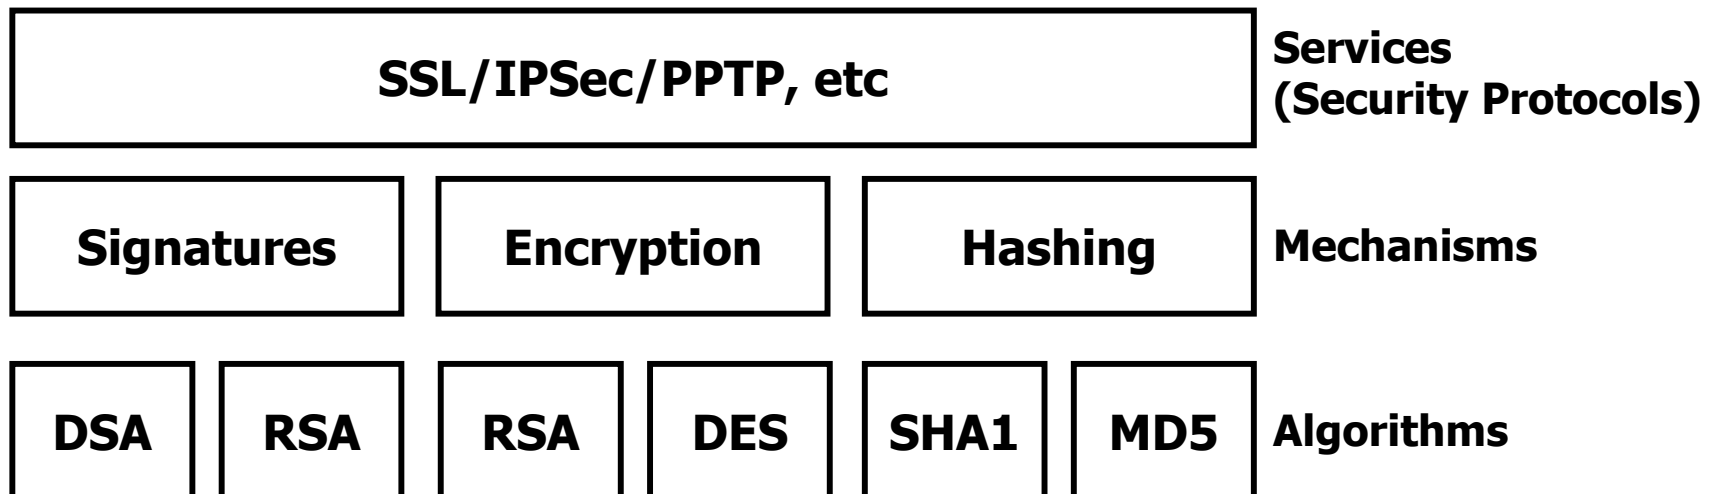 SSL/IPSec/PPTP, etc
Services
(Security Protocols)
Signatures
Encryption
Hashing
Mechanisms
DSA
RSA
RSA
DES
SHA1
MD5
Algorithms